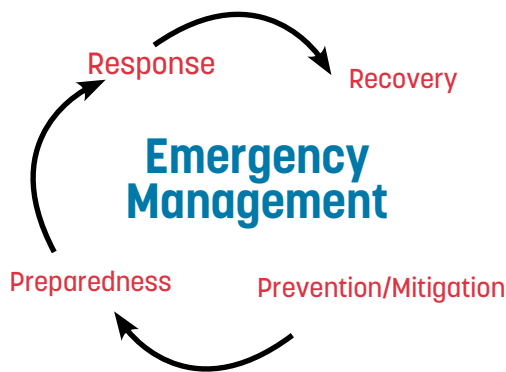 Response
Recovery
Emergency
Management
Preparedness
Prevention/Mitigation